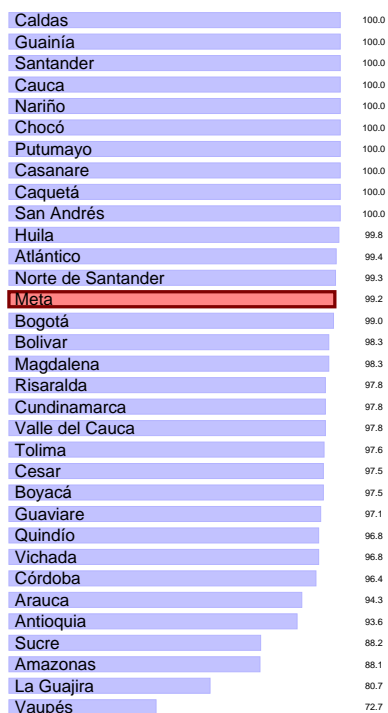 Caldas 100.0
Guainía 100.0
Santander 100.0
Cauca 100.0
Nariño 100.0
Chocó 100.0
Putumayo 100.0
Casanare 100.0
Caquetá 100.0
San Andrés 100.0
Huila 99.8
Atlántico 99.4
Norte de Santander 99.3
Meta 99.2
Bogotá 99.0
Bolivar 98.3
Magdalena 98.3
Risaralda 97.8
Cundinamarca 97.8
Valle del Cauca 97.8
Tolima 97.6
Cesar 97.5
Boyacá 97.5
Guaviare 97.1
Quindío 96.8
Vichada 96.8
Córdoba 96.4
Arauca 94.3
Antioquia 93.6
Sucre 88.2
Amazonas 88.1
La Guajira 80.7
Vaupés 72.7